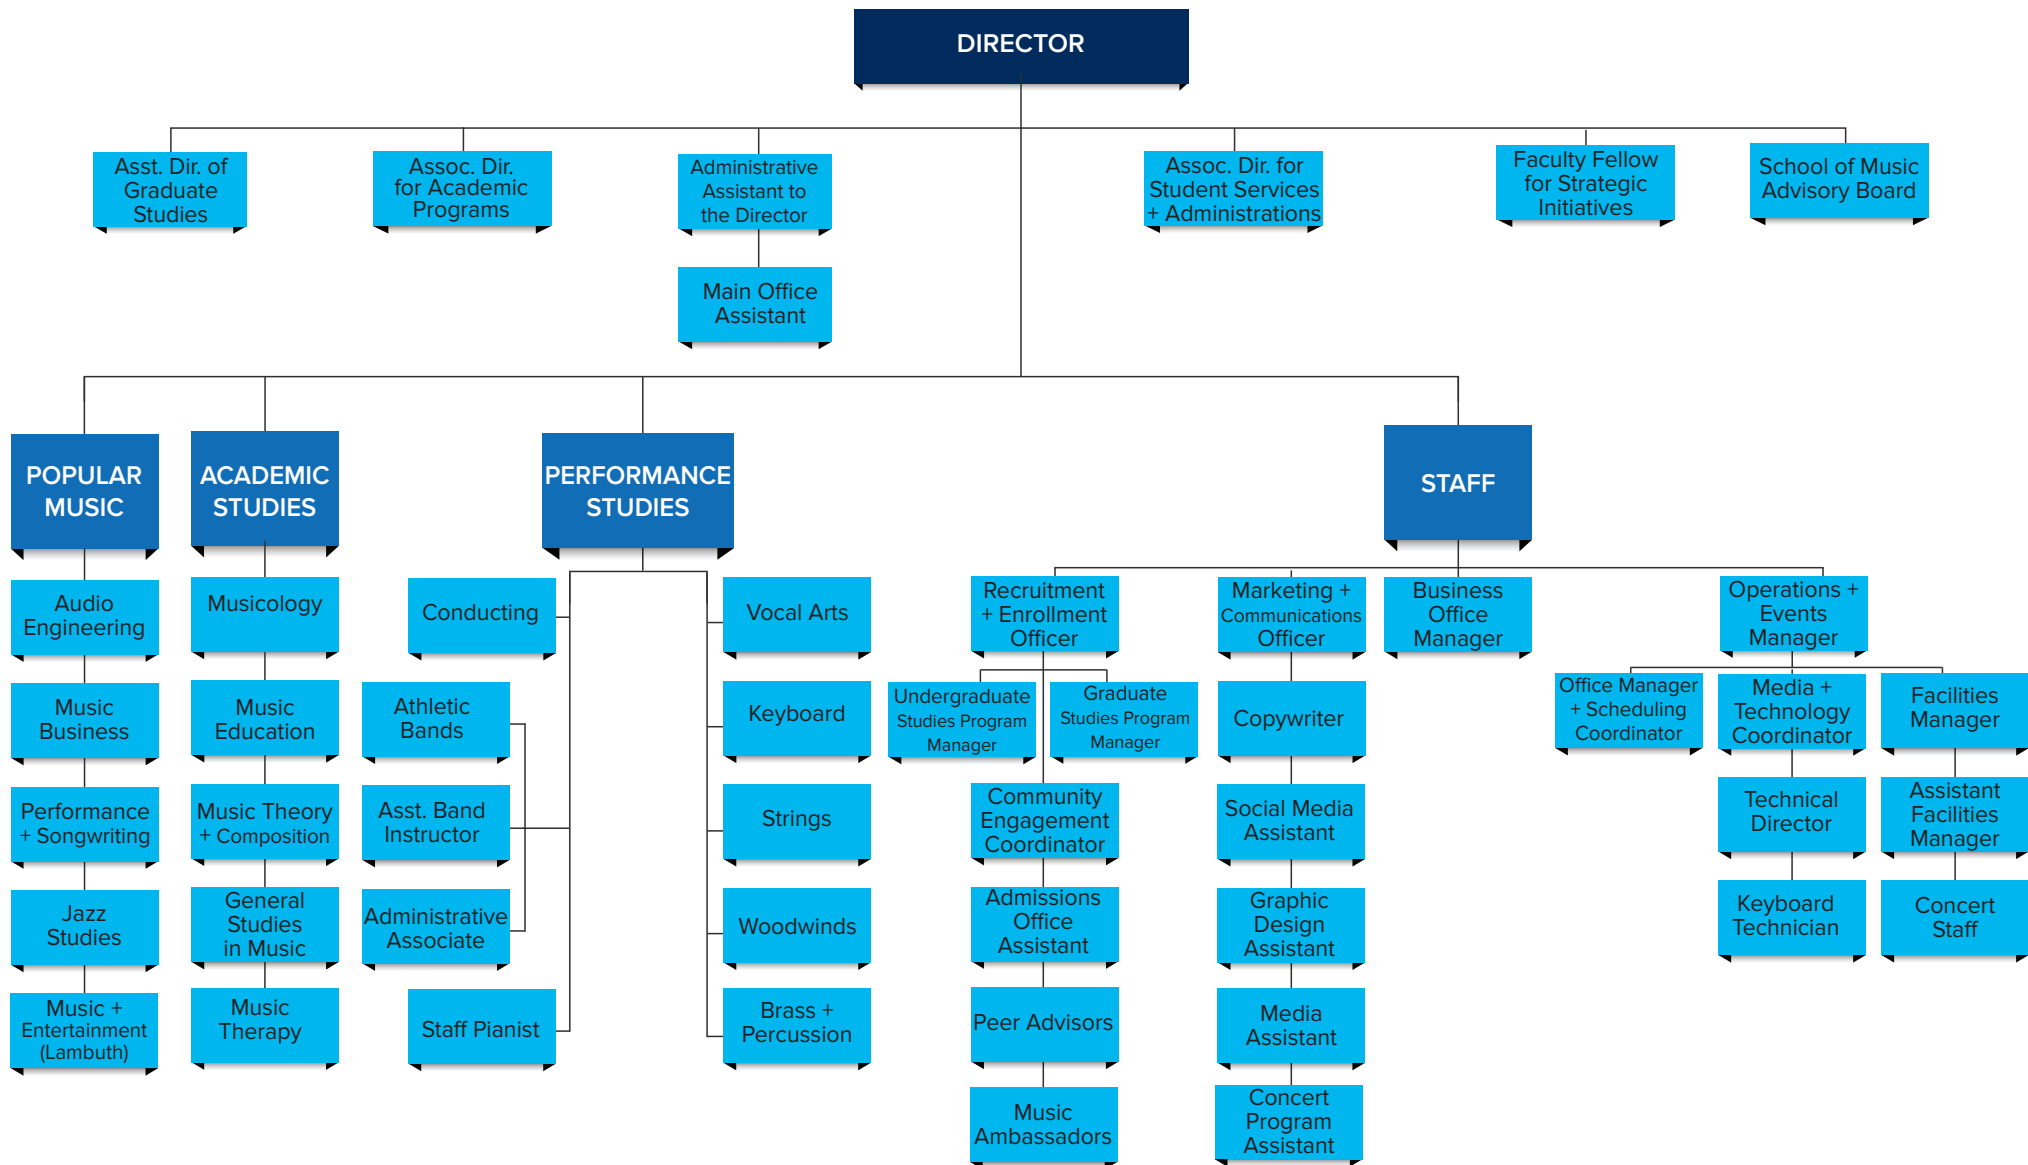 DIRECTOR
Asst. Dir. of
Graduate
Studies
Assoc. Dir.
for Academic
Programs
Administrative
Assistant to
the Director
Assoc. Dir. for
Student Services
+ Administrations
Faculty Fellow
for Strategic
Initiatives
School of Music
Advisory Board
Main Office
Assistant
POPULAR
MUSIC
ACADEMIC
STUDIES
PERFORMANCE
STUDIES
STAFF
Audio
Engineering
Music
Business
Performance
+ Songwriting
Jazz
Studies
Music +
Entertainment
(Lambuth)
Musicology
Music
Education
Music Theory
+ Composition
General
Studies
in Music
Music
Therapy
Conducting
Athletic
Bands
Asst. Band
Instructor
Administrative
Associate
Staff Pianist
Vocal Arts
Keyboard
Strings
Woodwinds
Brass +
Percussion
Recruitment
+ Enrollment
Officer
Undergraduate
Studies Program
Manager
Graduate
Studies Program
Manager
Community
Engagement
Coordinator
Admissions
Office
Assistant
Peer Advisors
Music
Ambassadors
Marketing +
Communications
Officer
Copywriter
Social Media
Assistant
Graphic
Design
Assistant
Media
Assistant
Concert
Program
Assistant
Business
Office
Manager
Operations +
Events
Manager
Office Manager
+ Scheduling
Coordinator
Media +
Technology
Coordinator
Technical
Director
Keyboard
Technician
Facilities
Manager
Assistant
Facilities
Manager
Concert
Staff